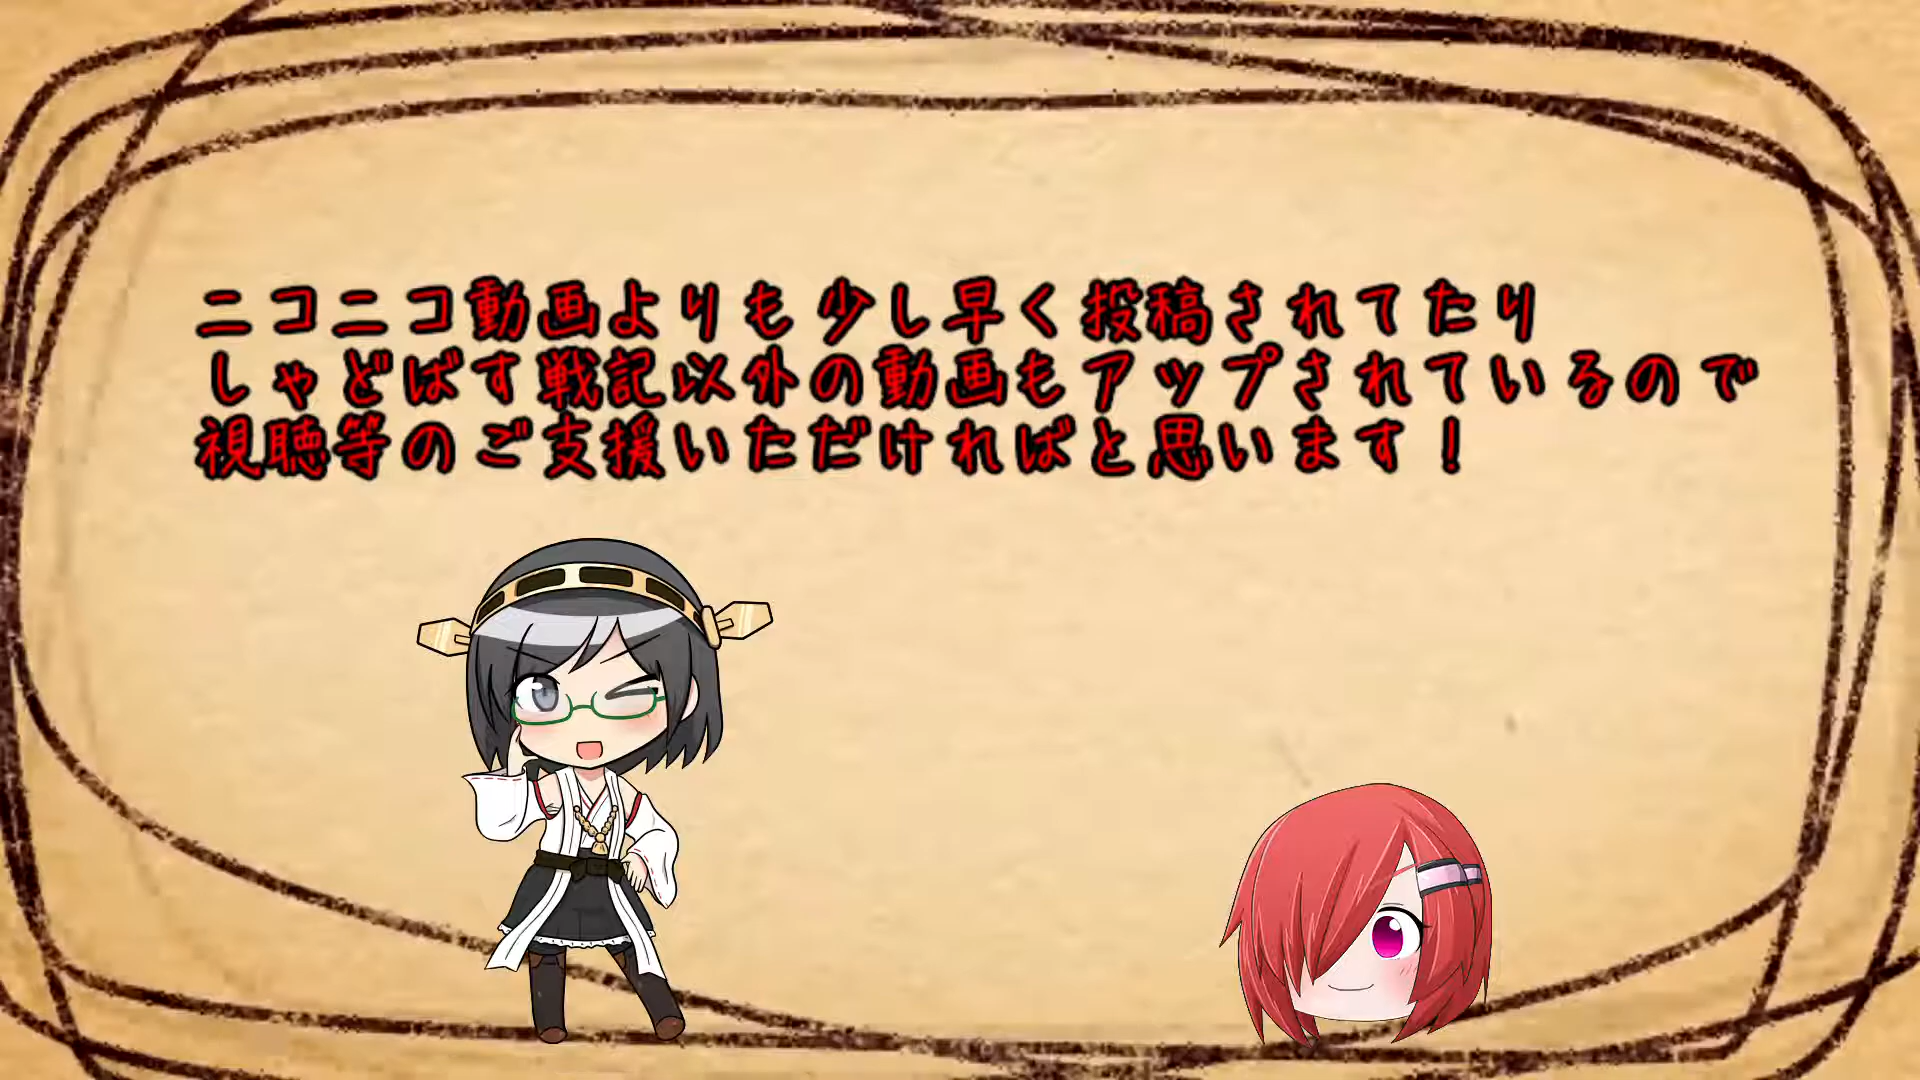 ニコニコ動画よりも少し早く投稿されてたり
しゃどばす戦記以外の動画もアップされているので
視聴等のご支援いただければと思います！